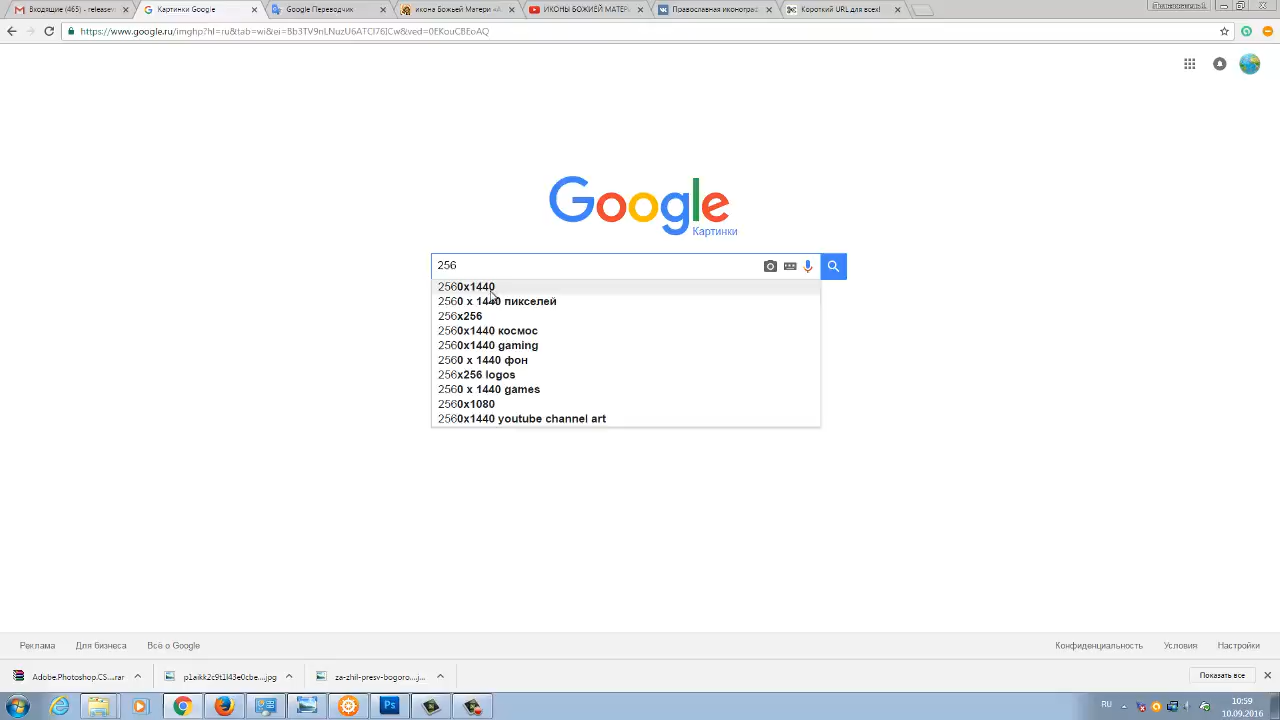 Входящие (465) - releasev
Картинки Google
Google Переводчик
икона Божьей Матери «
ИКОНЫ БОЖИЕЙ МАТЕР
Православная иконограф
Короткий URL для всех!
https://www.google.ru/imghp?hl=ru&tab=wi&ei=Bb3TV9nLNuzU6ATCl76ICw&ved=0EKouCBEoAQ
Google
Картинки
256
2560x1440
2560 x 1440 пикселей
256x256
2560x1440 космос
2560x1440 gaming
2560 x 1440 фон
256x256 logos
2560 x 1440 games
2560x1080
2560x1440 youtube channel art
Реклама Для бизнеса Всё о Google Конфиденциальность Условия Настройки
Adobe.Photoshop.CS....rar
p1aikk2c9t1l43e0cbe....jpg
za-zhil-presv-bogoro....j...
Показать все
Ps
RU
10:59
10.09.2016